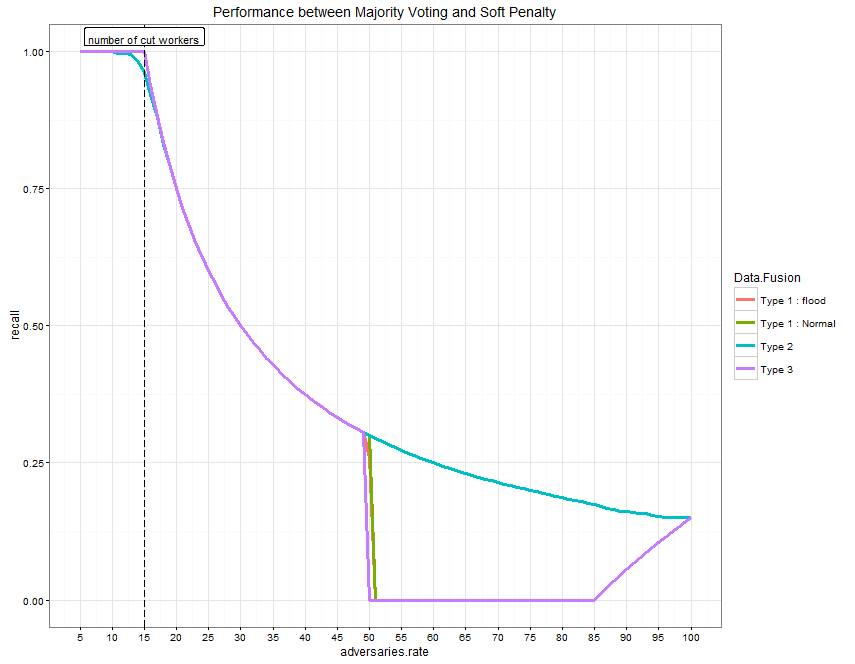 Performance between Majority Voting and Soft Penalty
number of cut workers
1.00
0.75
0.50
0.25
0.00
recall
5 10 15 20 25 30 35 40 45 50 55 60 65 70 75 80 85 90 95 100
adversaries.rate
Data.Fusion
Type 1 : flood
Type 1 : Normal
Type 2
Type 3